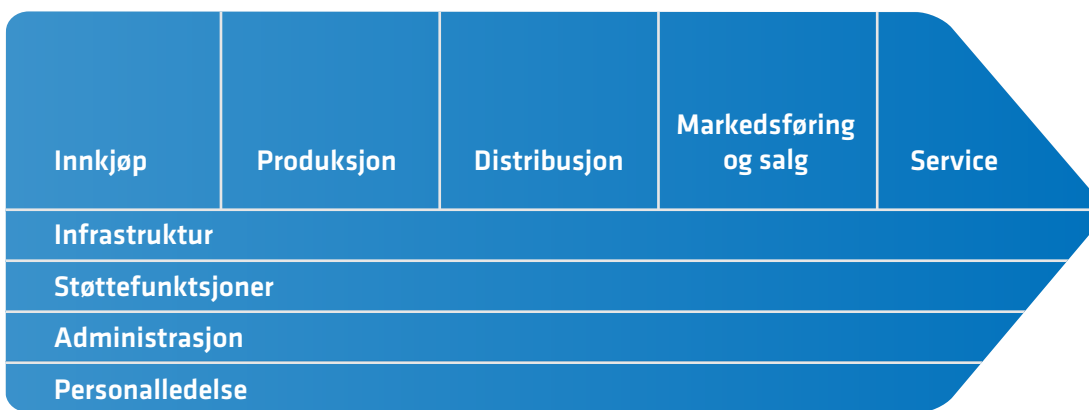 Innkjøp
Produksjon
Distribusjon
Markedsføring
og salg
Service
Infrastruktur
Støttefunktsjoner
Administrasjon
Personalledelse